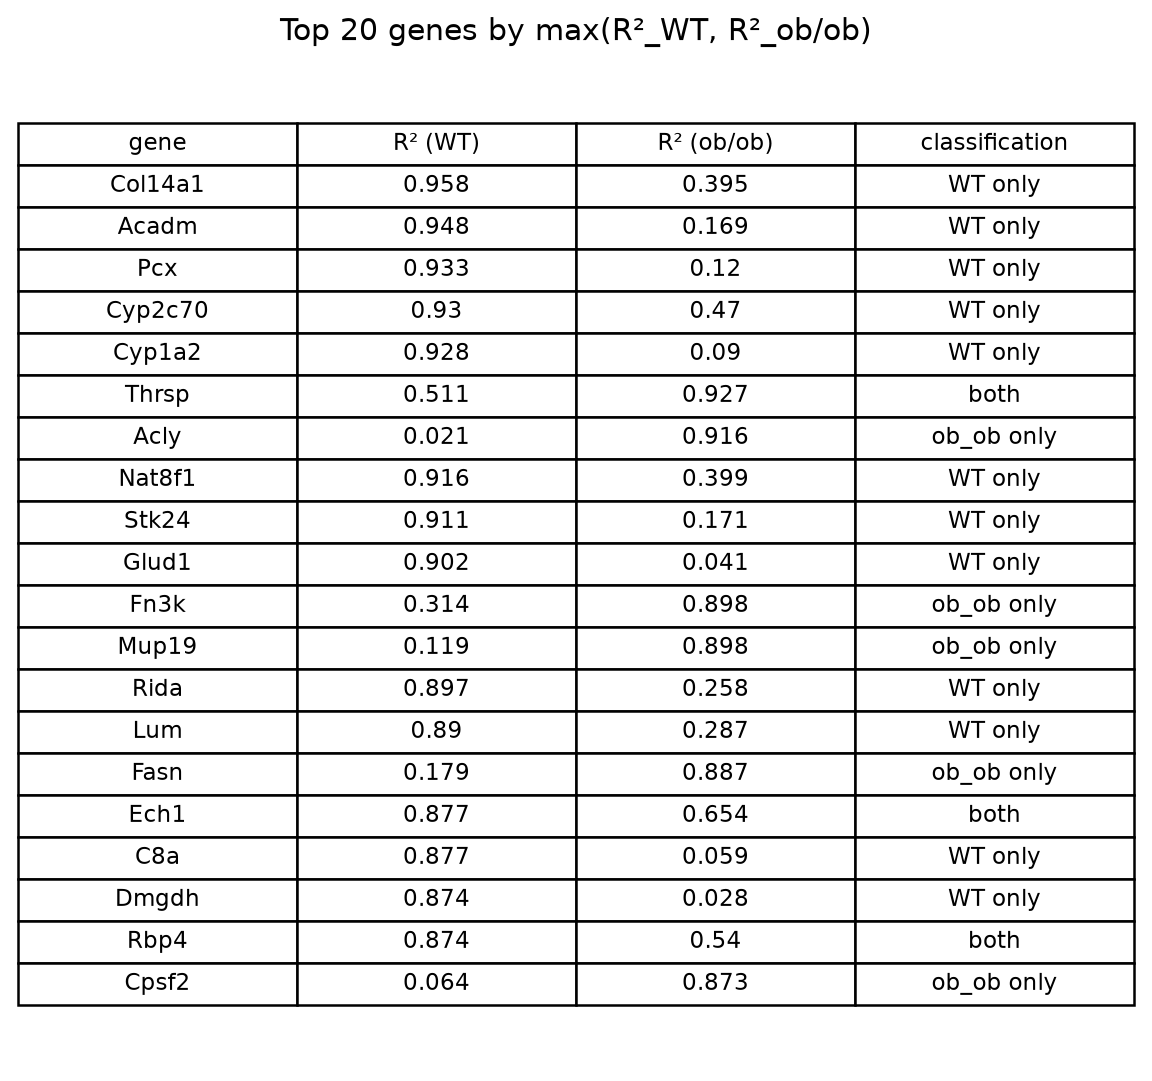 Top 20 genes by max(R²_WT, R²_ob/ob)
gene R² (WT) R² (ob/ob) classification
Col14a1 0.958 0.395 WT only
Acadm 0.948 0.169 WT only
Pcx 0.933 0.12 WT only
Cyp2c70 0.93 0.47 WT only
Cyp1a2 0.928 0.09 WT only
Thrsp 0.511 0.927 both
Acly 0.021 0.916 ob_ob only
Nat8f1 0.916 0.399 WT only
Stk24 0.911 0.171 WT only
Glud1 0.902 0.041 WT only
Fn3k 0.314 0.898 ob_ob only
Mup19 0.119 0.898 ob_ob only
Rida 0.897 0.258 WT only
Lum 0.89 0.287 WT only
Fasn 0.179 0.887 ob_ob only
Ech1 0.877 0.654 both
C8a 0.877 0.059 WT only
Dmgdh 0.874 0.028 WT only
Rbp4 0.874 0.54 both
Cpsf2 0.064 0.873 ob_ob only